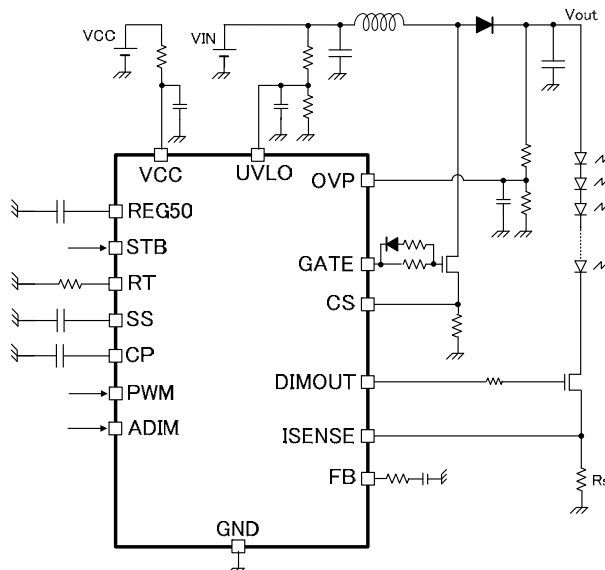 VCC
VIN
Vout
VCC
UVLO
OVP
REG50
STB
GATE
RT
CS
SS
CP
DIMOUT
PWM
ADIM
ISENSE
FB
Rs
GND